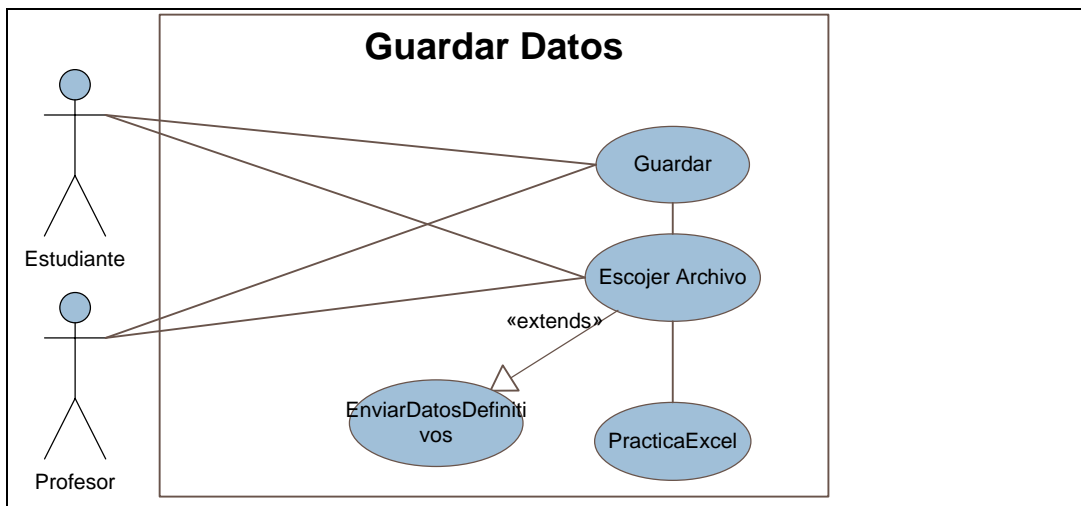 Guardar Datos
Guardar
Estudiante
Escojer Archivo
«extends»
EnviarDatosDefiniti
vos
PracticaExcel
Profesor